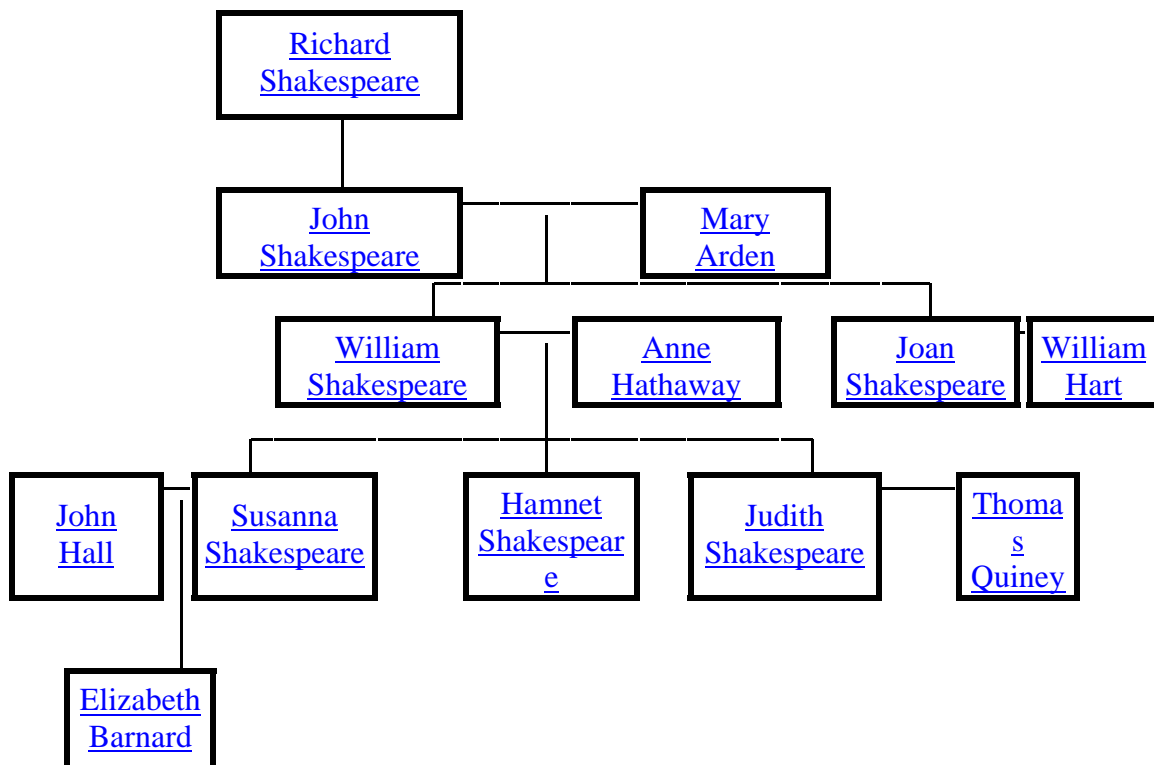 Richard
Shakespeare
John
Shakespeare
Mary
Arden
William
Shakespeare
Anne
Hathaway
Joan
Shakespeare
William
Hart
John
Hall
Susanna
Shakespeare
Hamnet
Shakespear
e
Judith
Shakespeare
Thoma
s
Quiney
Elizabeth
Barnard